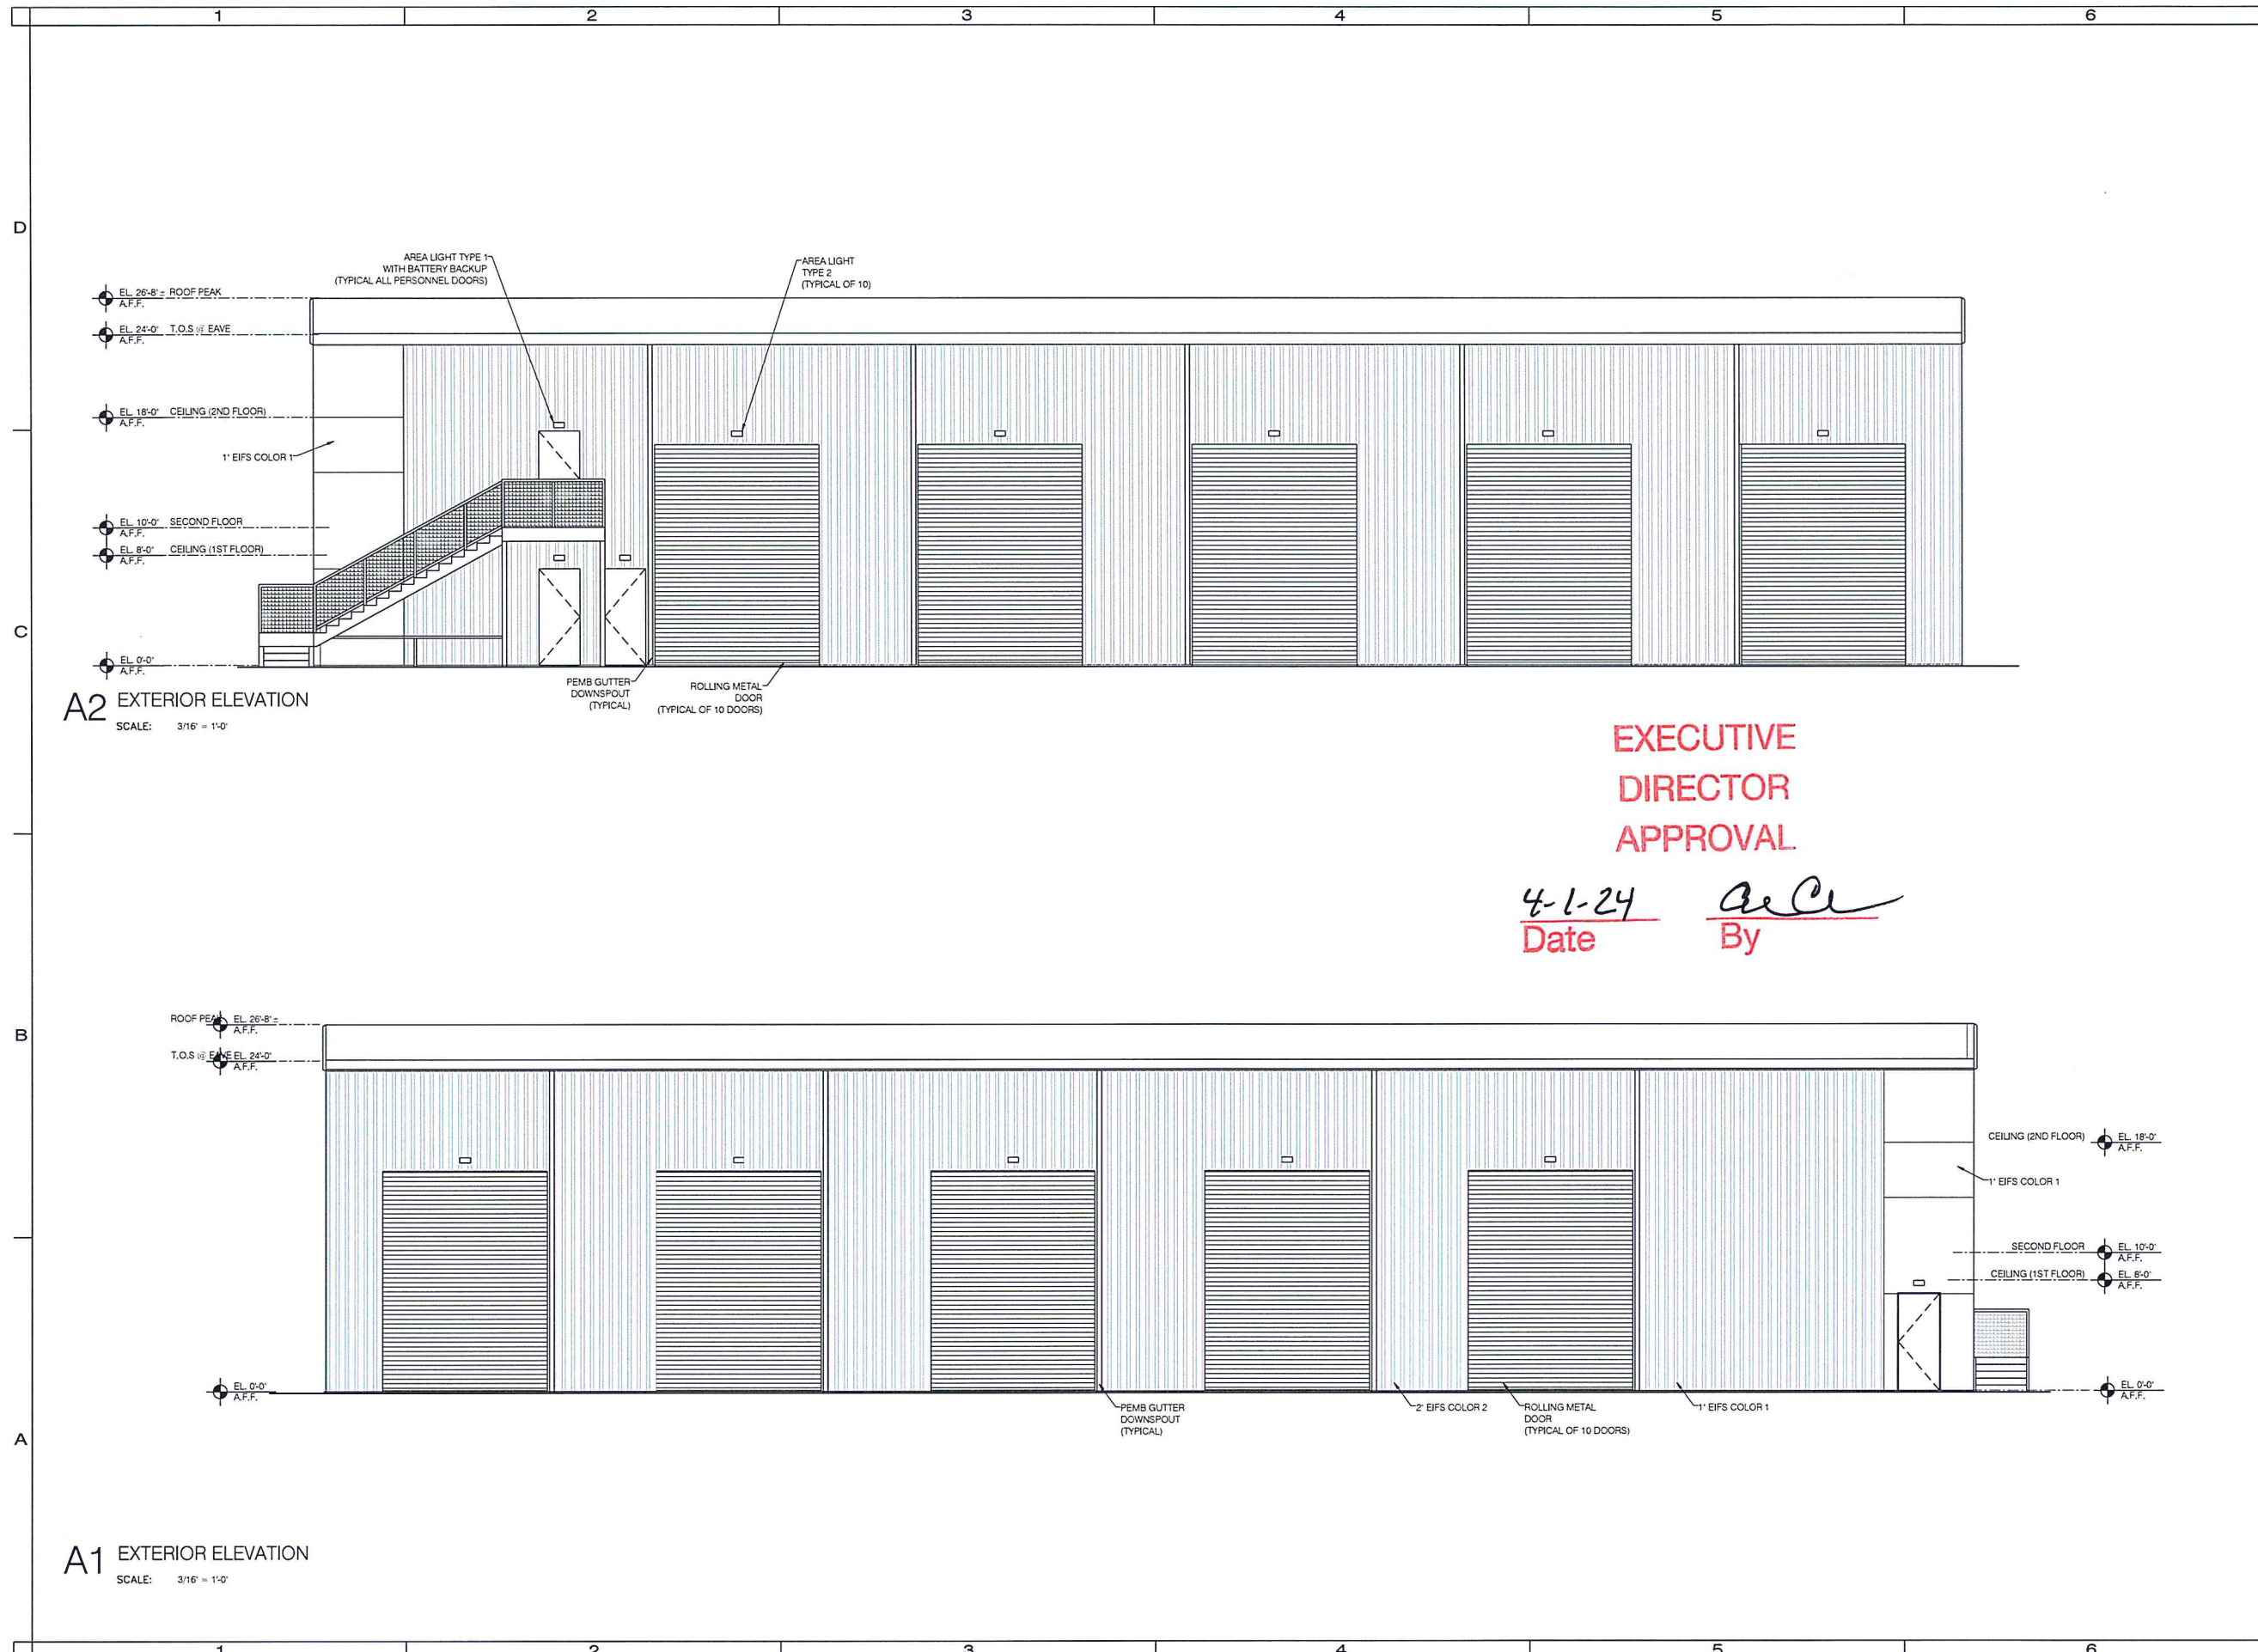 1 2 3 4 5 6
D
AREA LIGHT TYPE 1
WITH BATTERY BACKUP
(TYPICAL ALL PERSONNEL DOORS)
AREA LIGHT
TYPE 2
(TYPICAL OF 10)
EL. 26'-8" ± ROOF PEAK
A.F.F.
EL. 24'-0" T.O.S @ EAVE
A.F.F.
EL. 18'-0" CEILING (2ND FLOOR)
A.F.F.
1" EIFS COLOR 1
EL. 10'-0" SECOND FLOOR
A.F.F.
EL. 8'-0" CEILING (1ST FLOOR)
A.F.F.
C
EL. 0'-0"
A.F.F.
PEMB GUTTER
DOWNSPOUT
(TYPICAL)
ROLLING METAL
DOOR
(TYPICAL OF 10 DOORS)
A2 EXTERIOR ELEVATION
SCALE: 3/16" = 1'-0"
EXECUTIVE
DIRECTOR
APPROVAL
4-1-24
Date By
B
ROOF PEAK EL. 26'-8" ±
A.F.F.
T.O.S @ EAVE EL. 24'-0"
A.F.F.
CEILING (2ND FLOOR) EL. 18'-0"
A.F.F.
1" EIFS COLOR 1
SECOND FLOOR EL. 10'-0"
A.F.F.
CEILING (1ST FLOOR) EL. 8'-0"
A.F.F.
EL. 0'-0"
A.F.F.
EL. 0'-0"
A.F.F.
PEMB GUTTER
DOWNSPOUT
(TYPICAL)
2" EIFS COLOR 2
ROLLING METAL
DOOR
(TYPICAL OF 10 DOORS)
1" EIFS COLOR 1
A
A1 EXTERIOR ELEVATION
SCALE: 3/16" = 1'-0"
1 2 3 4 5 6